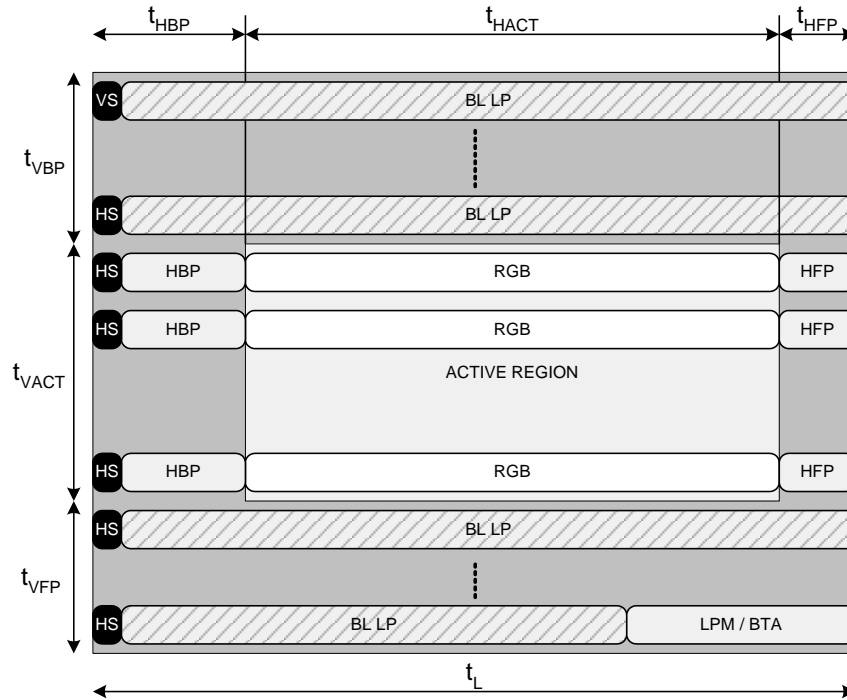 tHBP tHACT tHFP
VS BL LP
tVBP
HS BL LP
HS HBP RGB HFP
HS HBP RGB HFP
tVACT ACTIVE REGION
HS HBP RGB HFP
HS BL LP
tVFP
HS BL LP LPM / BTA
tL